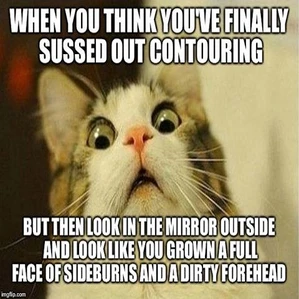 WHEN YOU THINK YOU'VE FINALLY
SUSSED OUT CONTOURING
BUT THEN LOOK IN THE MIRROR OUTSIDE
AND LOOK LIKE YOU GROWN A FULL
FACE OF SIDEBURNS AND A DIRTY FOREHEAD
imgflip.com